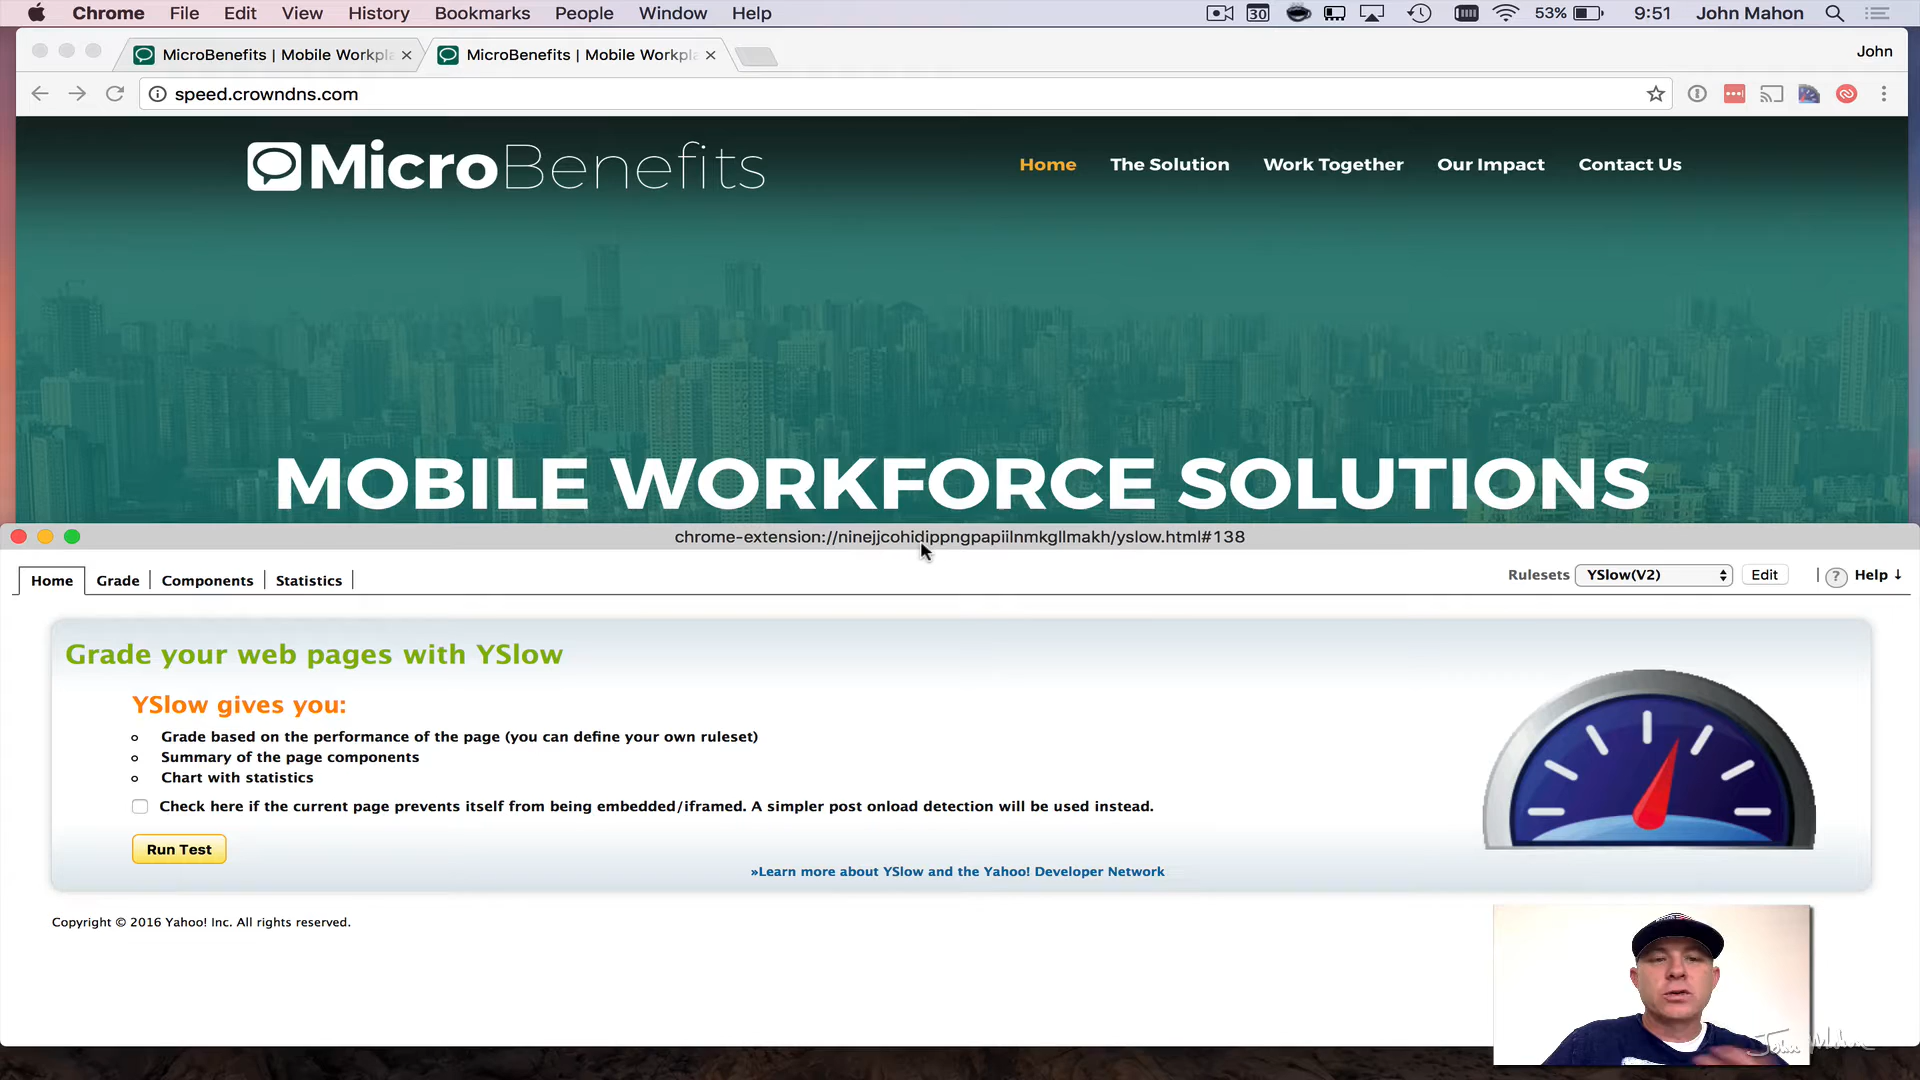 Chrome File Edit View History Bookmarks People Window Help 30 53% 9:51 John Mahon
MicroBenefits | Mobile Workpla MicroBenefits | Mobile Workpla John
speed.crowndns.com
MicroBenefits Home The Solution Work Together Our Impact Contact Us
MOBILE WORKFORCE SOLUTIONS
chrome-extension://ninejjcohidippngpapiilnmkgllmakh/yslow.html#138
Home Grade Components Statistics Rulesets YSlow(V2) Edit ? Help ↓
Grade your web pages with YSlow
YSlow gives you:
Grade based on the performance of the page (you can define your own ruleset)
Summary of the page components
Chart with statistics
Check here if the current page prevents itself from being embedded/iframed. A simpler post onload detection will be used instead.
Run Test
»Learn more about YSlow and the Yahoo! Developer Network
Copyright © 2016 Yahoo! Inc. All rights reserved.
John Mahon